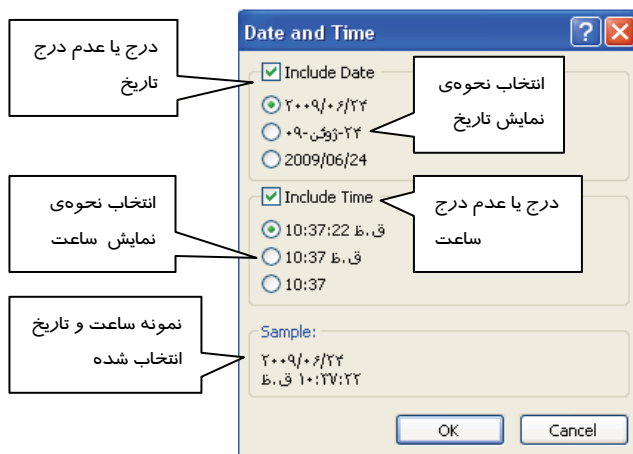 Date and Time
درج یا عدم درج
تاریخ
Include Date
۲۰۰۹/۰۶/۲۴
۲۴-ژوئن-۰۹
2009/06/24
انتخاب نحوه‌ی
نمایش تاریخ
Include Time
10:37:22 ق.ظ
10:37 ق.ظ
10:37
درج یا عدم درج
ساعت
انتخاب نحوه‌ی
نمایش ساعت
نمونه ساعت و تاریخ
انتخاب شده
Sample:
۲۰۰۹/۰۶/۲۴
۱۰:۳۷:۲۲ ق.ظ
OK
Cancel